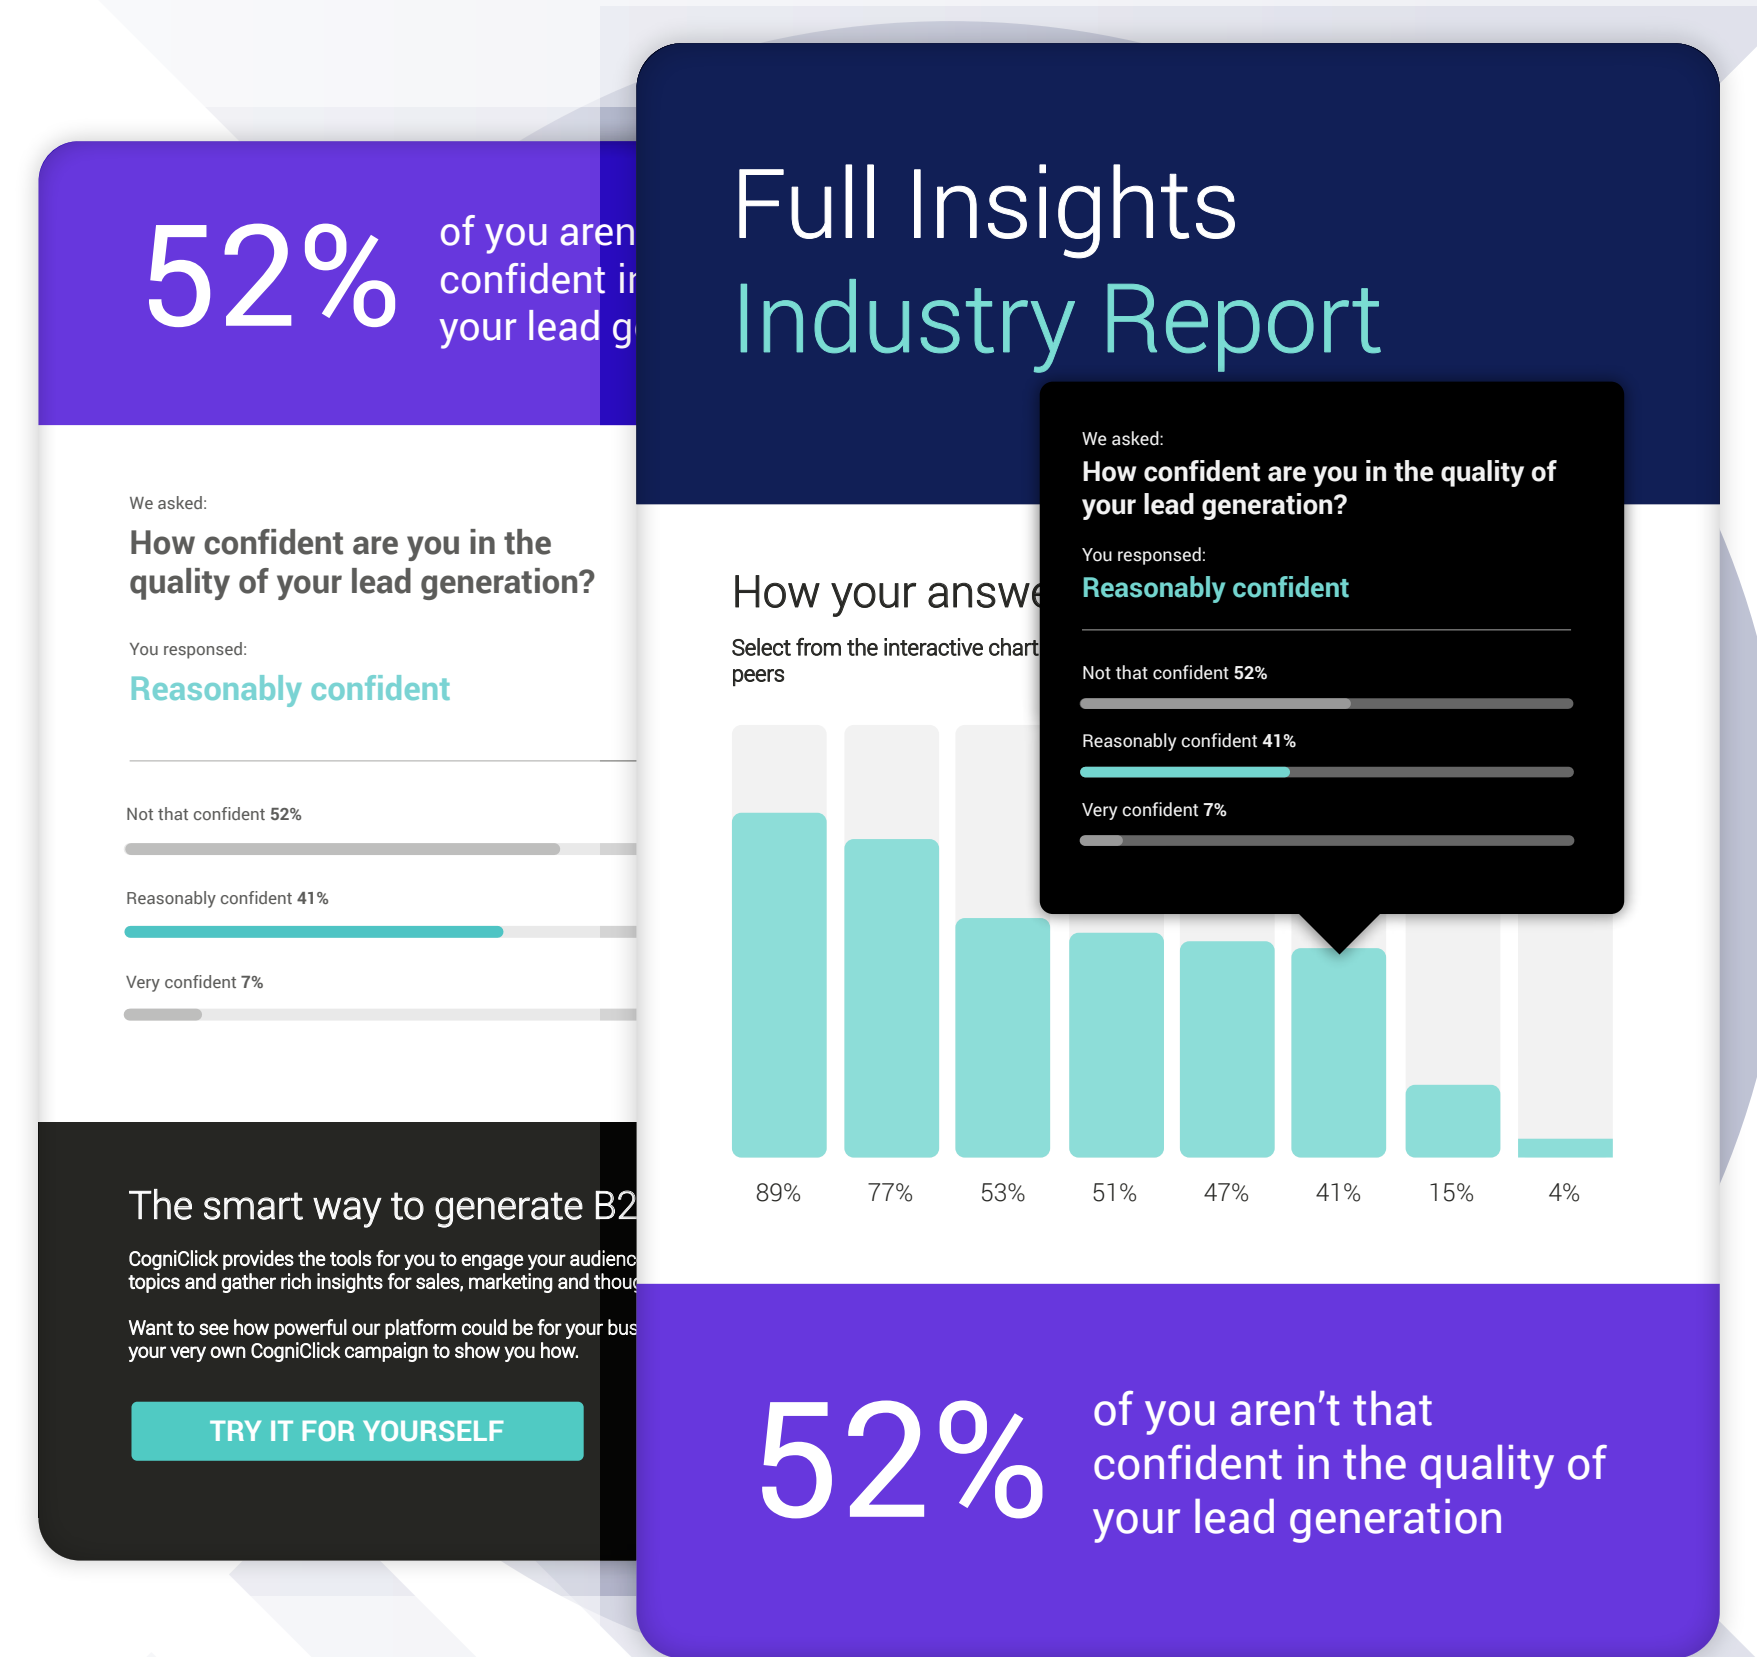 52%
of you aren
confident in
your lead g
We asked:
How confident are you in the
quality of your lead generation?
You responsed:
Reasonably confident
Not that confident 52%
Reasonably confident 41%
Very confident 7%
The smart way to generate B2
CogniClick provides the tools for you to engage your audienc
topics and gather rich insights for sales, marketing and thoug
Want to see how powerful our platform could be for your bus
your very own CogniClick campaign to show you how.
TRY IT FOR YOURSELF
Full Insights
Industry Report
How your answe
Select from the interactive chart
peers
We asked:
How confident are you in the quality of
your lead generation?
You responsed:
Reasonably confident
Not that confident 52%
Reasonably confident 41%
Very confident 7%
89% 77% 53% 51% 47% 41% 15% 4%
52%
of you aren't that
confident in the quality of
your lead generation